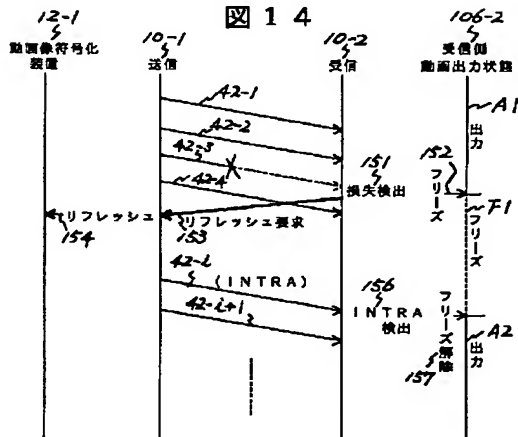 図14
12-1
動画像符号化
装置
10-1
送信
10-2
受信
106-2
受信側
動画出力状態
42-1
42-2
42-3
42-4
151
損失検出
152
フリーズ
A1
出力
F1
フリーズ
リフレッシュ
154
リフレッシュ要求
153
42-i
(INTRA)
42-i+1
156
INTRA
検出
フリーズ解除
157
A2
出力